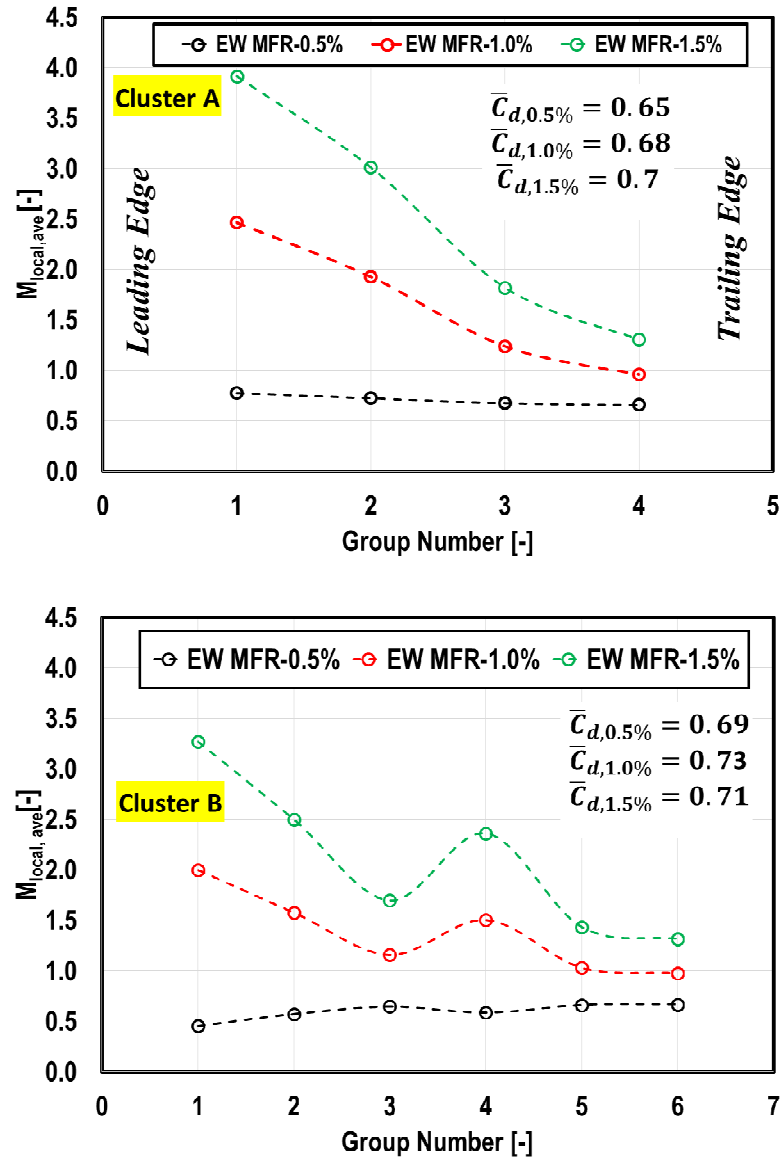 4.5
EW MFR-0.5% EW MFR-1.0% EW MFR-1.5%
4.0
Cluster A
C̅d,0.5% = 0.65
3.5
C̅d,1.0% = 0.68
3.0
C̅d,1.5% = 0.7
2.5
Mlocal,ave[-]
Leading Edge
Trailing Edge
2.0
1.5
1.0
0.5
0.0
0 1 2 3 4 5
Group Number [-]
4.5
EW MFR-0.5% EW MFR-1.0% EW MFR-1.5%
4.0
3.5
C̅d,0.5% = 0.69
3.0
C̅d,1.0% = 0.73
Cluster B
C̅d,1.5% = 0.71
2.5
Mlocal, ave[-]
2.0
1.5
1.0
0.5
0.0
0 1 2 3 4 5 6 7
Group Number [-]